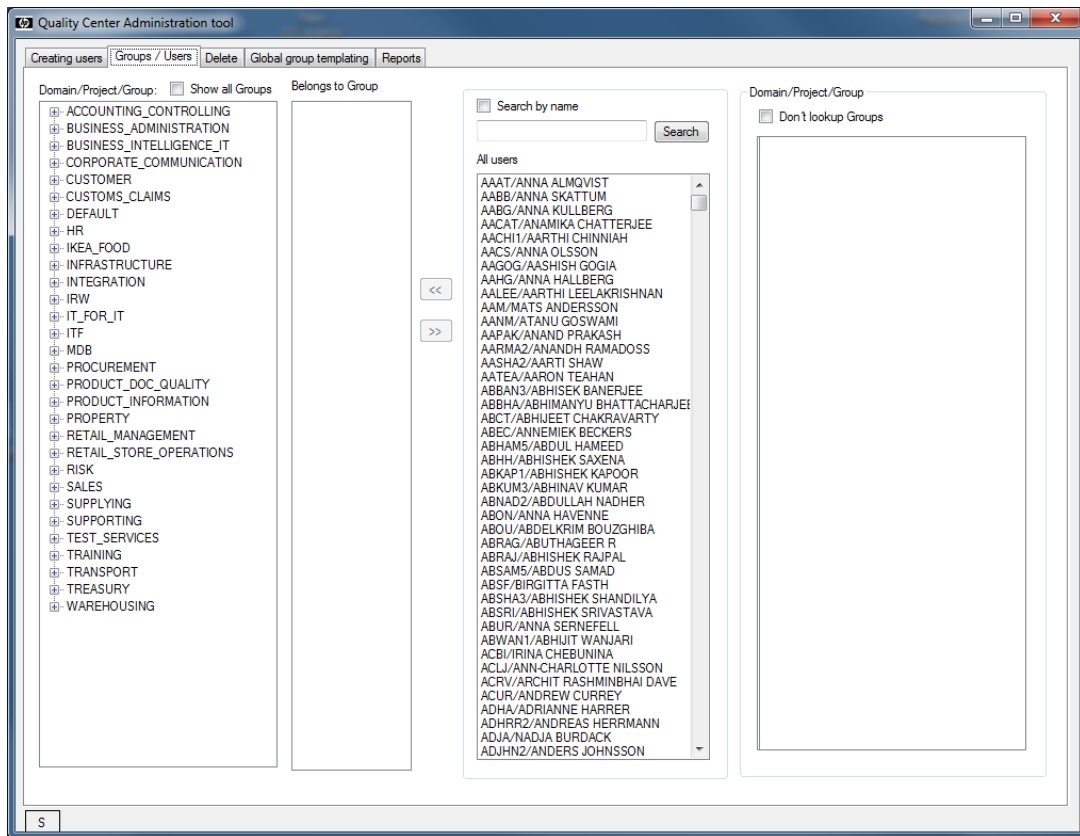 Quality Center Administration tool
Creating users Groups / Users Delete Global group templating Reports
Domain/Project/Group: Show all Groups
ACCOUNTING_CONTROLLING
BUSINESS_ADMINISTRATION
BUSINESS_INTELLIGENCE_IT
CORPORATE_COMMUNICATION
CUSTOMER
CUSTOMS_CLAIMS
DEFAULT
HR
IKEA_FOOD
INFRASTRUCTURE
INTEGRATION
IRW
IT_FOR_IT
ITF
MDB
PROCUREMENT
PRODUCT_DOC_QUALITY
PRODUCT_INFORMATION
PROPERTY
RETAIL_MANAGEMENT
RETAIL_STORE_OPERATIONS
RISK
SALES
SUPPLYING
SUPPORTING
TEST_SERVICES
TRAINING
TRANSPORT
TREASURY
WAREHOUSING
Belongs to Group
<<
>>
Search by name
Search
All users
AAAT/ANNA ALMQVIST
AABB/ANNA SKATTUM
AABG/ANNA KULLBERG
AACAT/ANAMIKA CHATTERJEE
AACHI1/AARTHI CHINNIAH
AACS/ANNA OLSSON
AAGOG/AASHISH GOGIA
AAHG/ANNA HALLBERG
AALEE/AARTHI LEELAKRISHNAN
AAM/MATS ANDERSSON
AANM/ATANU GOSWAMI
AAPAK/ANAND PRAKASH
AARMA2/ANANDH RAMADOSS
AASHA2/AARTI SHAW
AATEA/AARON TEAHAN
ABBAN3/ABHISEK BANERJEE
ABBHA/ABHIMANYU BHATTACHARJEE
ABCT/ABHIJEET CHAKRAVARTY
ABEC/ANNEMIEK BECKERS
ABHAM5/ABDUL HAMEED
ABHH/ABHISHEK SAXENA
ABKAP1/ABHISHEK KAPOOR
ABKUM3/ABHINAV KUMAR
ABNAD2/ABDULLAH NADHER
ABON/ANNA HAVENNE
ABOU/ABDELKRIM BOUZGHIBA
ABRAG/ABUTHAGEER R
ABRAJ/ABHISHEK RAJPAL
ABSAM5/ABDUS SAMAD
ABSF/BIRGITTA FASTH
ABSHA3/ABHISHEK SHANDILYA
ABSRI/ABHISHEK SRIVASTAVA
ABUR/ANNA SERNEFELL
ABWAN1/ABHIJIT WANJARI
ACBI/IRINA CHEBUNINA
ACLJ/ANN-CHARLOTTE NILSSON
ACRV/ARCHIT RASHMINBHAI DAVE
ACUR/ANDREW CURREY
ADHA/ADRIANNE HARRER
ADHRR2/ANDREAS HERRMANN
ADJA/NADJA BURDACK
ADJHN2/ANDERS JOHNSSON
Domain/Project/Group
Don't lookup Groups
S